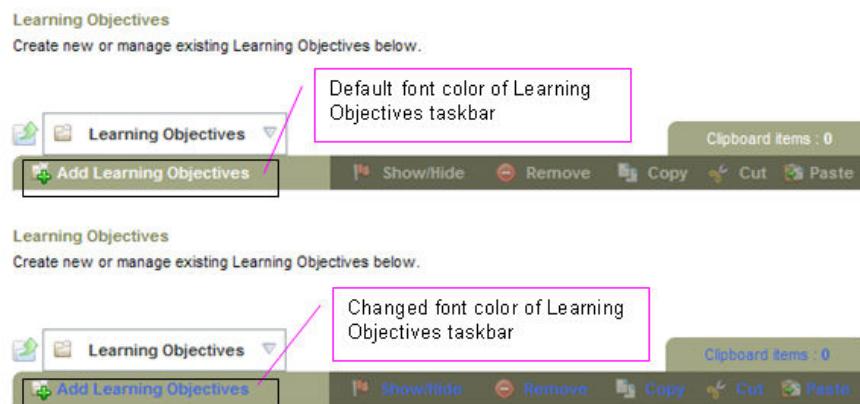 Learning Objectives
Create new or manage existing Learning Objectives below.
Default font color of Learning
Objectives taskbar
Learning Objectives
Clipboard items : 0
Add Learning Objectives Show/Hide Remove Copy Cut Paste
Learning Objectives
Create new or manage existing Learning Objectives below.
Changed font color of Learning
Objectives taskbar
Learning Objectives
Clipboard items : 0
Add Learning Objectives Show/Hide Remove Copy Cut Paste